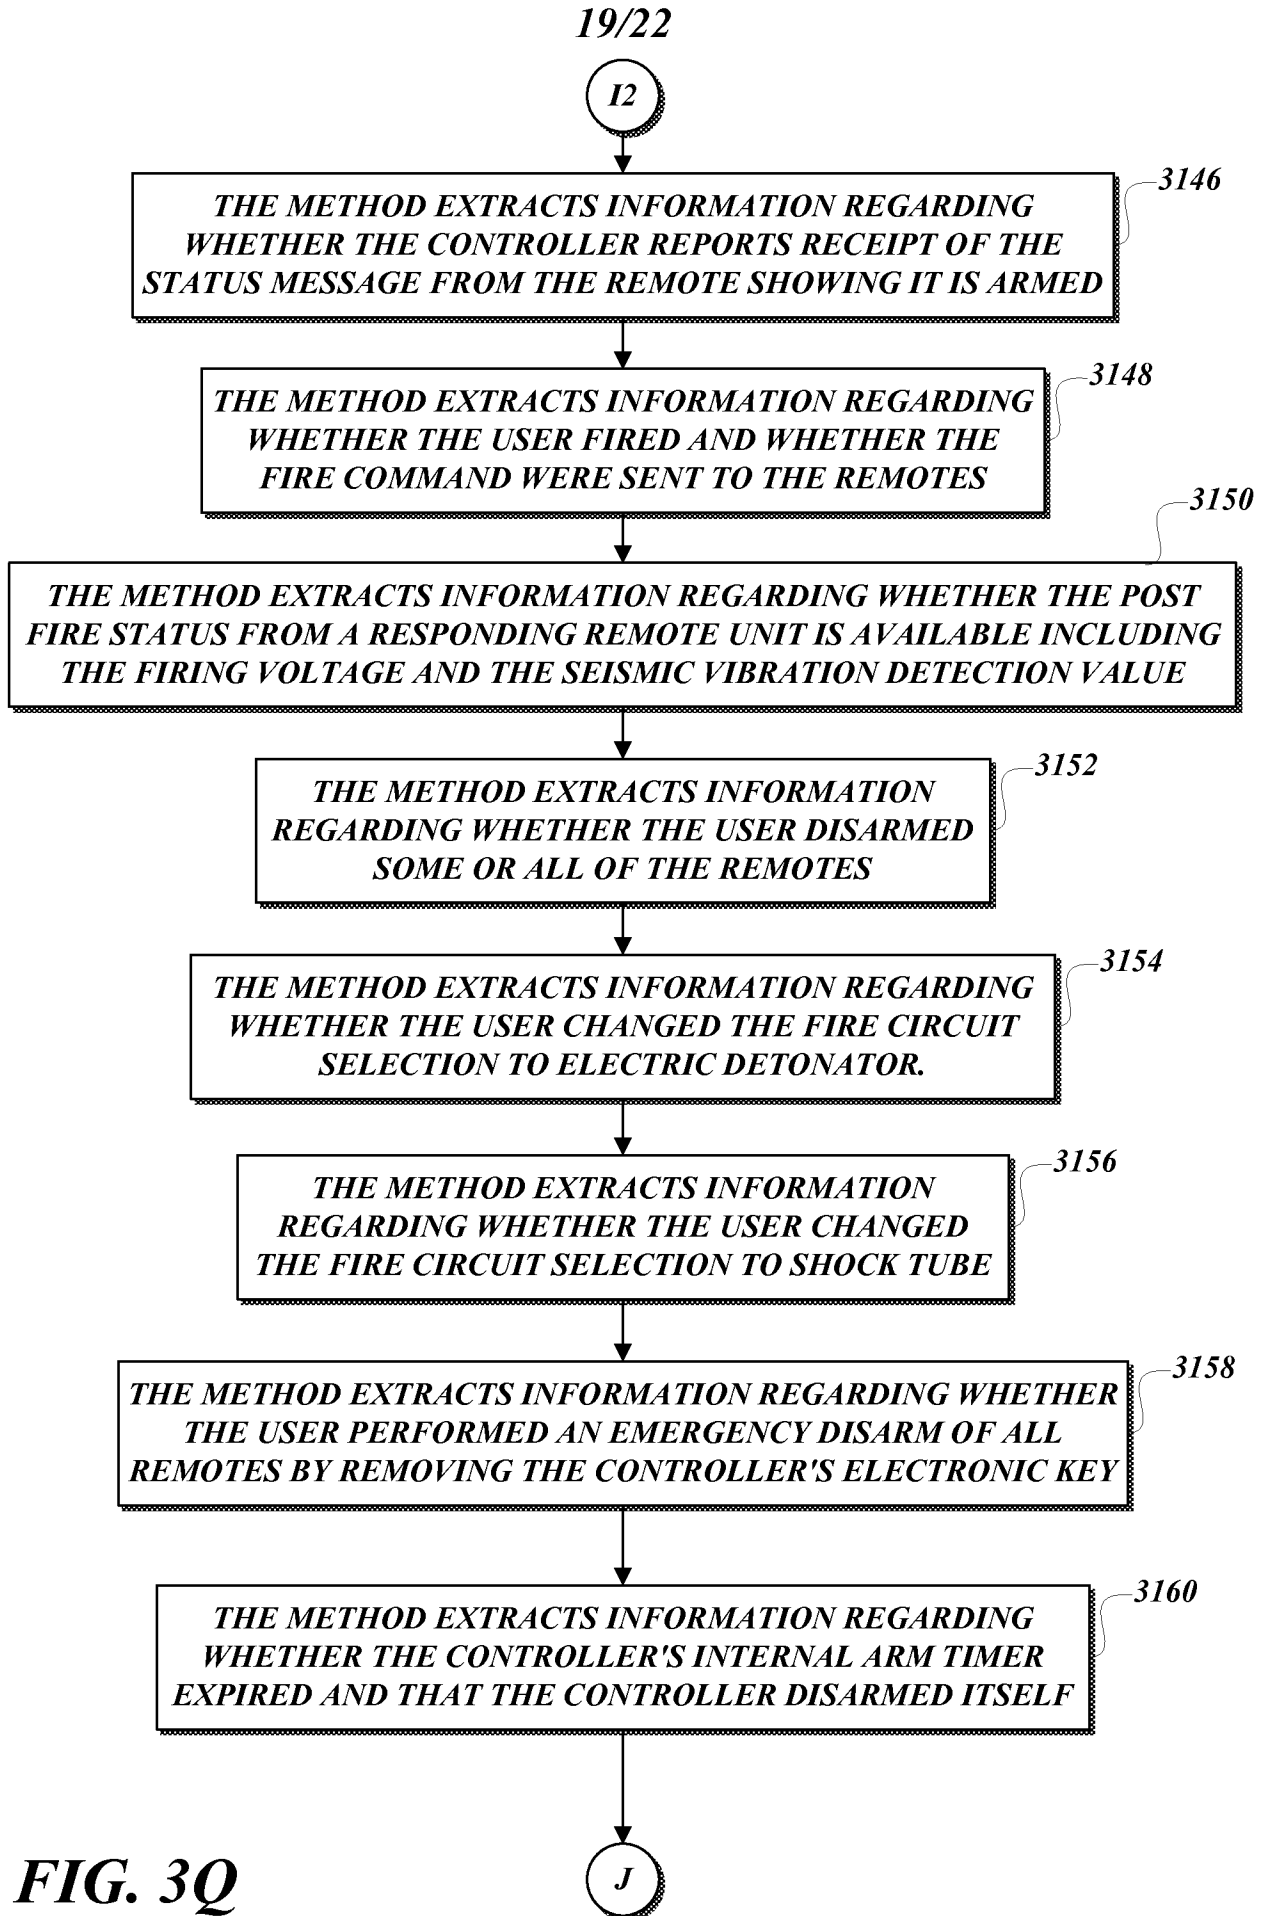 19/22
I2
3146
THE METHOD EXTRACTS INFORMATION REGARDING
WHETHER THE CONTROLLER REPORTS RECEIPT OF THE
STATUS MESSAGE FROM THE REMOTE SHOWING IT IS ARMED
3148
THE METHOD EXTRACTS INFORMATION REGARDING
WHETHER THE USER FIRED AND WHETHER THE
FIRE COMMAND WERE SENT TO THE REMOTES
3150
THE METHOD EXTRACTS INFORMATION REGARDING WHETHER THE POST
FIRE STATUS FROM A RESPONDING REMOTE UNIT IS AVAILABLE INCLUDING
THE FIRING VOLTAGE AND THE SEISMIC VIBRATION DETECTION VALUE
3152
THE METHOD EXTRACTS INFORMATION
REGARDING WHETHER THE USER DISARMED
SOME OR ALL OF THE REMOTES
3154
THE METHOD EXTRACTS INFORMATION REGARDING
WHETHER THE USER CHANGED THE FIRE CIRCUIT
SELECTION TO ELECTRIC DETONATOR.
3156
THE METHOD EXTRACTS INFORMATION
REGARDING WHETHER THE USER CHANGED
THE FIRE CIRCUIT SELECTION TO SHOCK TUBE
3158
THE METHOD EXTRACTS INFORMATION REGARDING WHETHER
THE USER PERFORMED AN EMERGENCY DISARM OF ALL
REMOTES BY REMOVING THE CONTROLLER'S ELECTRONIC KEY
3160
THE METHOD EXTRACTS INFORMATION REGARDING
WHETHER THE CONTROLLER'S INTERNAL ARM TIMER
EXPIRED AND THAT THE CONTROLLER DISARMED ITSELF
J
FIG. 3Q